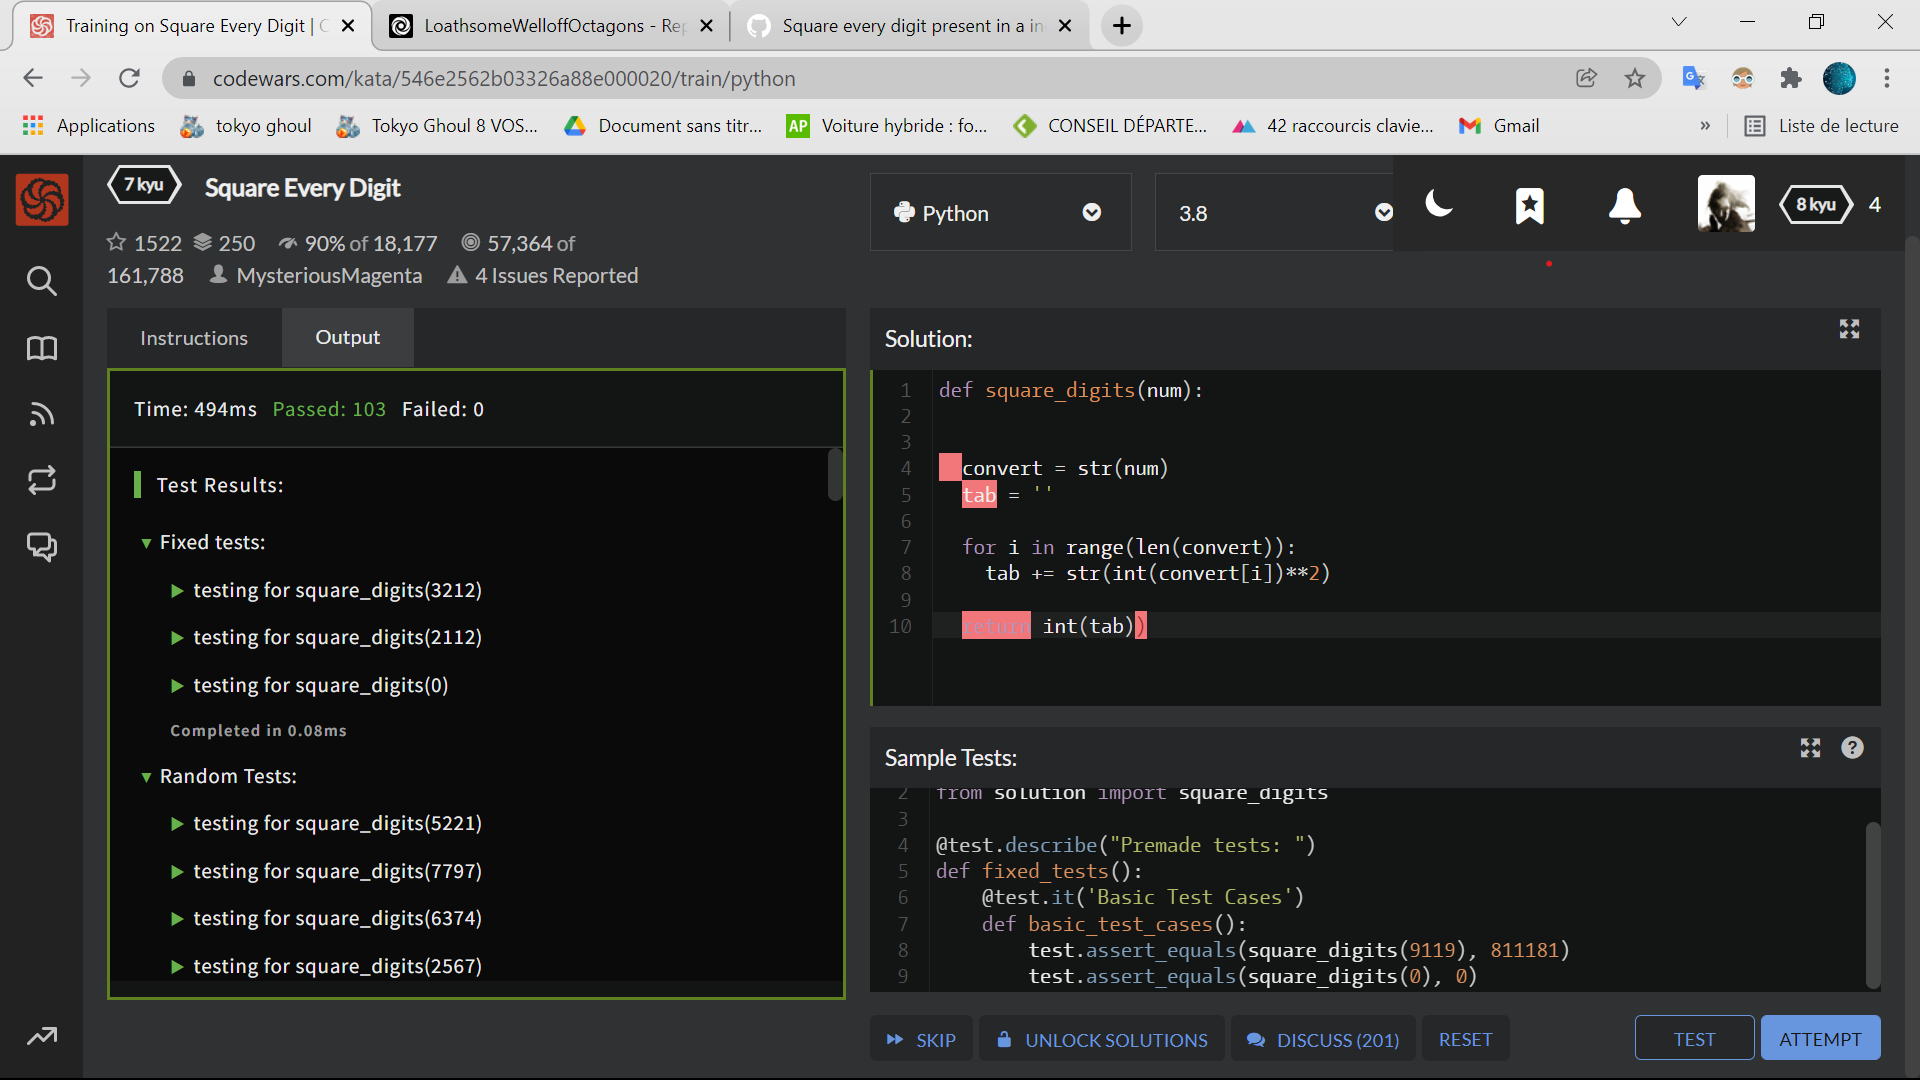 Training on Square Every Digit | C
LoathsomeWelloffOctagons - Rep
Square every digit present in a in
codewars.com/kata/546e2562b03326a88e000020/train/python
Applications
tokyo ghoul
Tokyo Ghoul 8 VOS...
Document sans titr...
AP
Voiture hybride : fo...
CONSEIL DÉPARTE...
42 raccourcis clavie...
Gmail
»
Liste de lecture
7 kyu
Square Every Digit
1522 250 90% of 18,177 57,364 of
161,788 MysteriousMagenta 4 Issues Reported
Python
3.8
8 kyu 4
Instructions
Output
Time: 494ms Passed: 103 Failed: 0
Test Results:
Fixed tests:
testing for square_digits(3212)
testing for square_digits(2112)
testing for square_digits(0)
Completed in 0.08ms
Random Tests:
testing for square_digits(5221)
testing for square_digits(7797)
testing for square_digits(6374)
testing for square_digits(2567)
Solution:
1 def square_digits(num):
2
3
4 convert = str(num)
5 tab = ''
6
7 for i in range(len(convert)):
8 tab += str(int(convert[i])**2)
9
10 return int(tab))
Sample Tests:
2 from solution import square_digits
3
4 @test.describe("Premade tests: ")
5 def fixed_tests():
6 @test.it('Basic Test Cases')
7 def basic_test_cases():
8 test.assert_equals(square_digits(9119), 811181)
9 test.assert_equals(square_digits(0), 0)
SKIP
UNLOCK SOLUTIONS
DISCUSS (201)
RESET
TEST
ATTEMPT